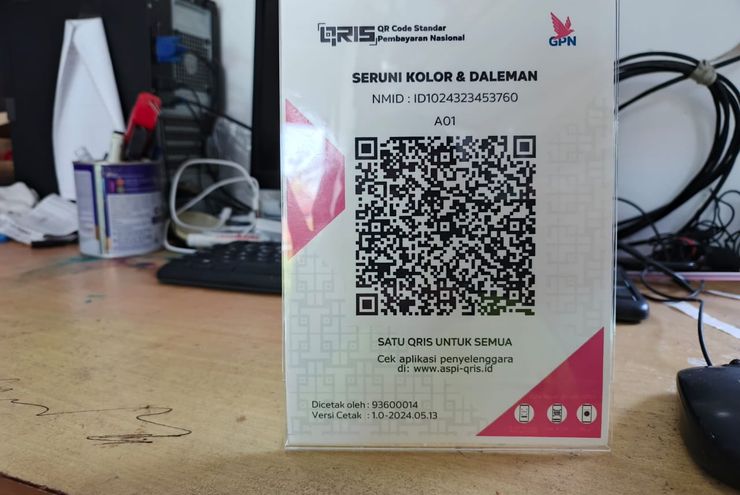 QRIS
QR Code Standar
Pembayaran Nasional
GPN
SERUNI KOLOR & DALEMAN
NMID : ID1024323453760
A01
SATU QRIS UNTUK SEMUA
Cek aplikasi penyelenggara
di: www.aspi-qris.id
Dicetak oleh : 93600014
Versi Cetak : 1.0-2024.05.13